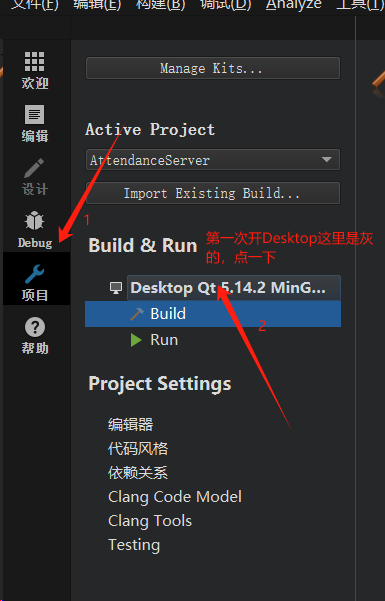 文件(F) 编辑(E) 构建(B) 调试(D) Analyze 工具(T)
欢迎
编辑
设计
Debug
项目
帮助
Manage Kits...
Active Project
AttendanceServer
Import Existing Build...
1
Build & Run
第一次开Desktop这里是灰
的，点一下
Desktop Qt 5.14.2 MinG...
Build
2
Run
Project Settings
编辑器
代码风格
依赖关系
Clang Code Model
Clang Tools
Testing